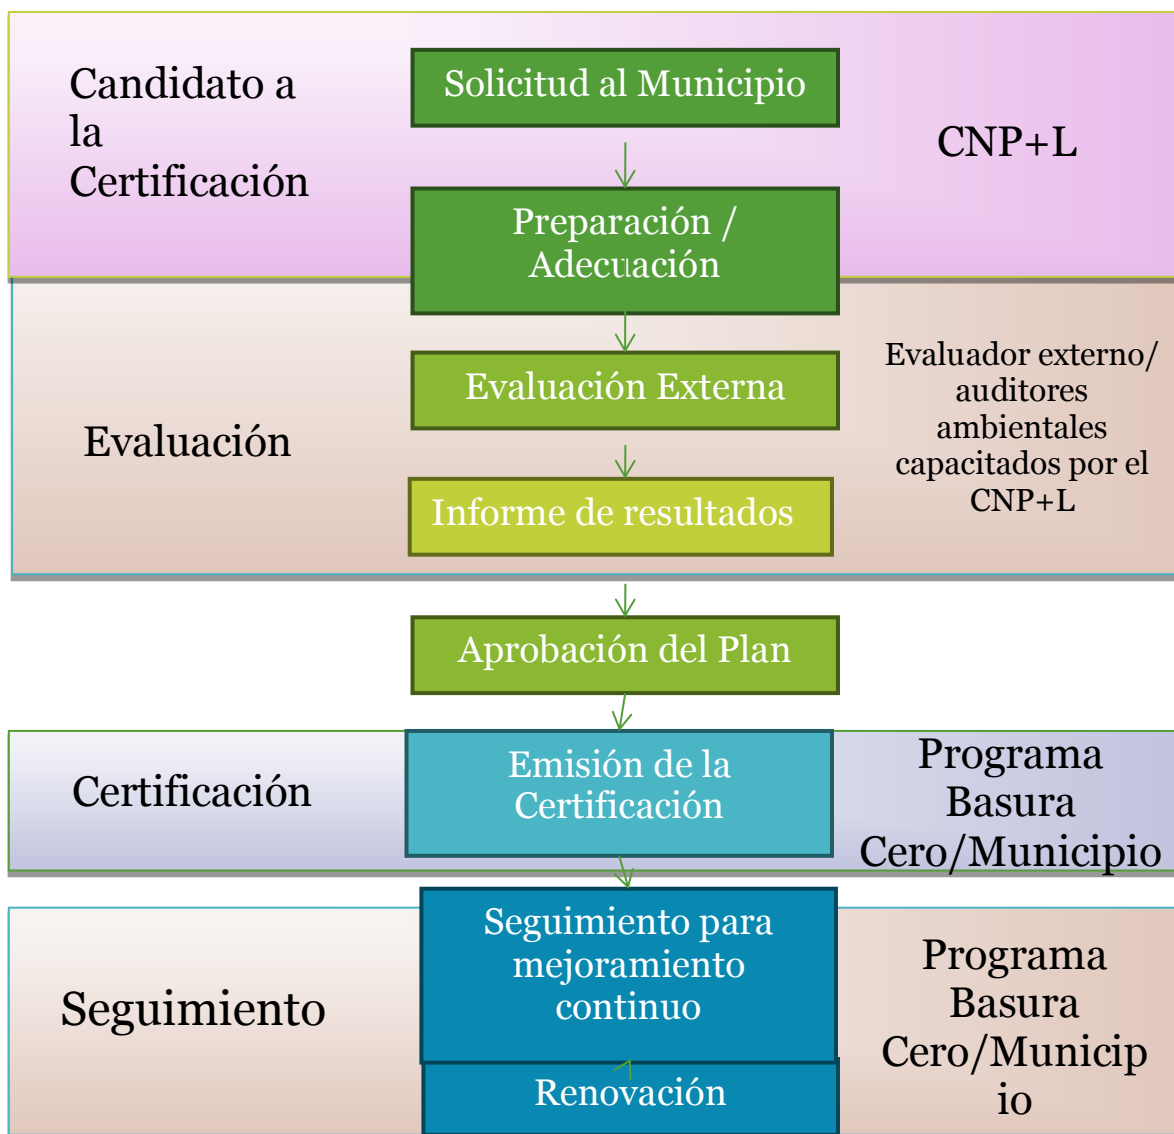 Candidato a
la
Certificación
Solicitud al Municipio
Preparación /
Adecuación
CNP+L
Evaluación
Evaluación Externa
Informe de resultados
Evaluador externo/
auditores
ambientales
capacitados por el
CNP+L
Aprobación del Plan
Certificación
Emisión de la
Certificación
Programa
Basura
Cero/Municipio
Seguimiento
Seguimiento para
mejoramiento
continuo
Renovación
Programa
Basura
Cero/Municip
io